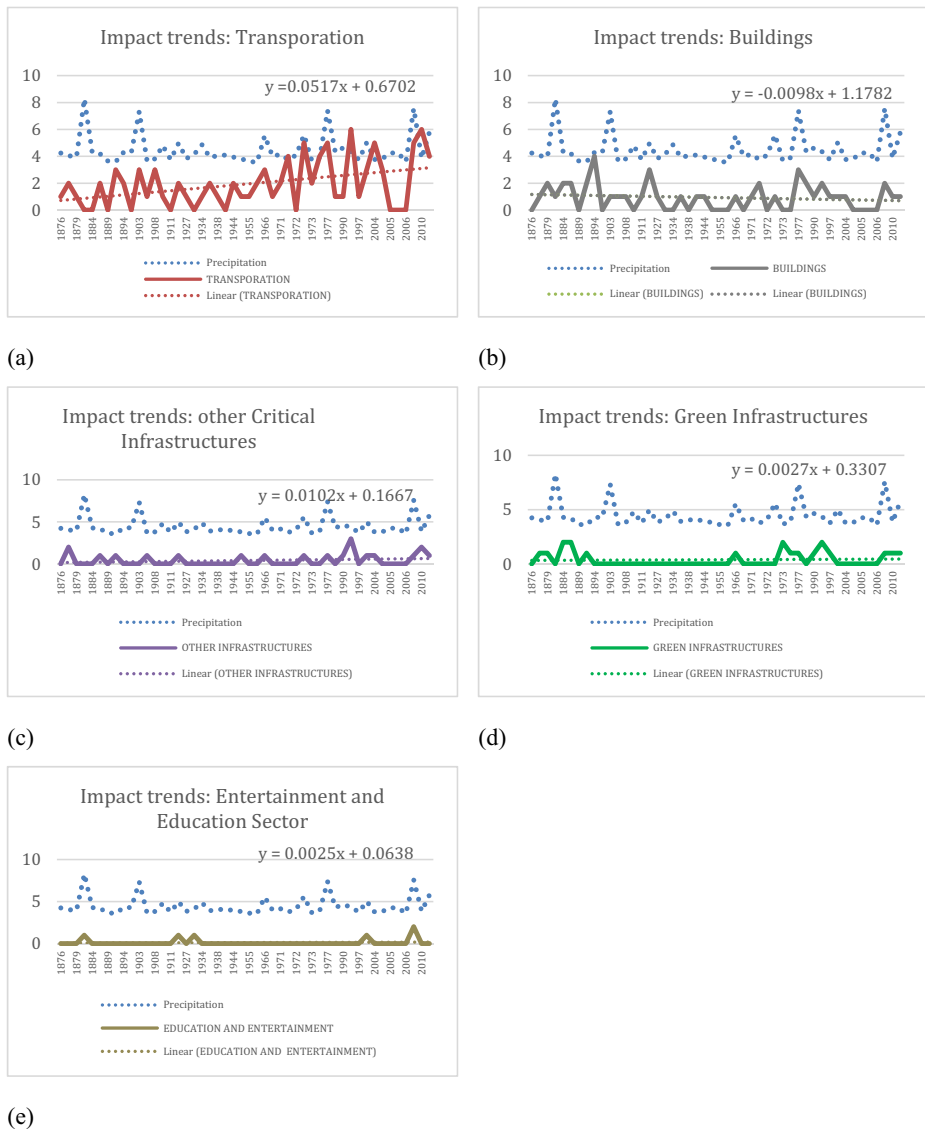 Impact trends: Transporation
y =0.0517x + 0.6702
10
8
6
4
2
0
1876 1879 1884 1889 1894 1903 1908 1911 1927 1934 1938 1944 1955 1966 1971 1972 1973 1977 1990 1997 2004 2005 2006 2010
Precipitation
TRANSPORATION
Linear (TRANSPORATION)
(a)
Impact trends: Buildings
y = -0.0098x + 1.1782
10
8
6
4
2
0
1876 1879 1884 1889 1894 1903 1908 1911 1927 1934 1938 1944 1955 1966 1971 1972 1973 1977 1990 1997 2004 2005 2006 2010
Precipitation BUILDINGS
Linear (BUILDINGS) Linear (BUILDINGS)
(b)
Impact trends: other Critical
Infrastructures
y = 0.0102x + 0.1667
10
5
0
1876 1879 1884 1889 1894 1903 1908 1911 1927 1934 1938 1944 1955 1966 1971 1972 1973 1977 1990 1997 2004 2005 2006 2010
Precipitation
OTHER INFRASTRUCTURES
Linear (OTHER INFRASTRUCTURES)
(c)
Impact trends: Green Infrastructures
y = 0.0027x + 0.3307
10
5
0
1876 1879 1884 1889 1894 1903 1908 1911 1927 1934 1938 1944 1955 1966 1971 1972 1973 1977 1990 1997 2004 2005 2006 2010
Precipitation
GREEN INFRASTRUCTURES
Linear (GREEN INFRASTRUCTURES)
(d)
Impact trends: Entertainment and
Education Sector
y = 0.0025x + 0.0638
10
5
0
1876 1879 1884 1889 1894 1903 1908 1911 1927 1934 1938 1944 1955 1966 1971 1972 1973 1977 1990 1997 2004 2005 2006 2010
Precipitation
EDUCATION AND ENTERTAINMENT
Linear (EDUCATION AND ENTERTAINMENT)
(e)